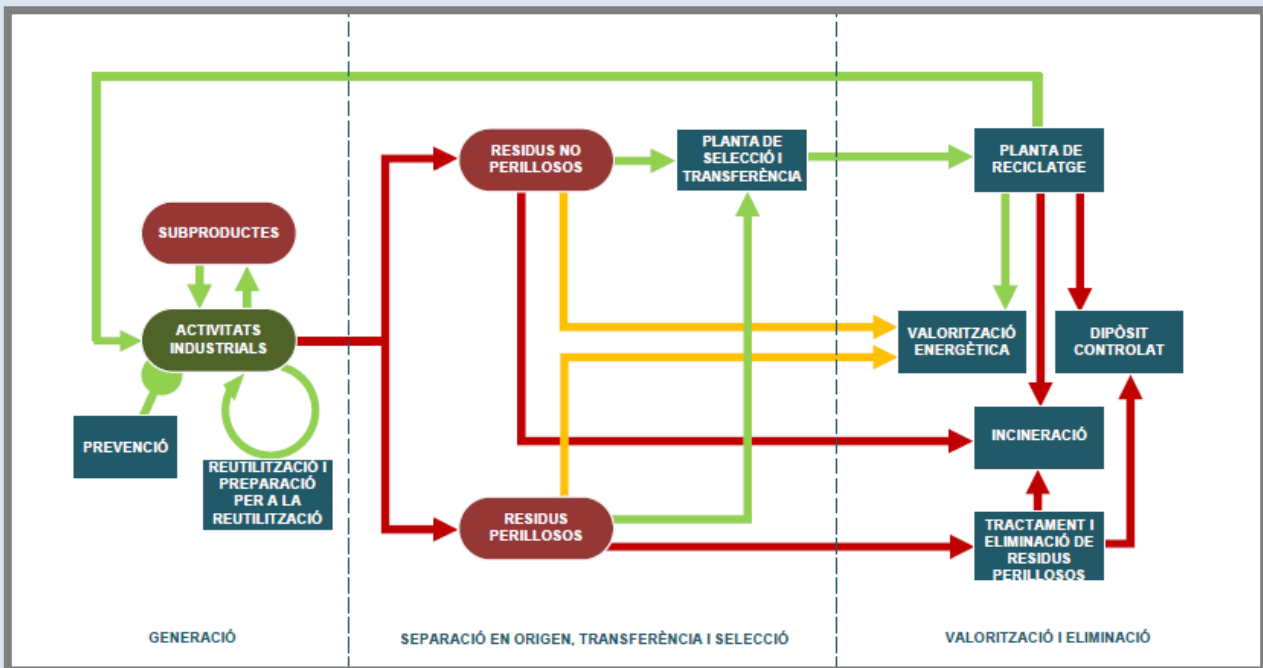 RESIDUS NO
PERILLOSOS
PLANTA DE
SELECCIÓ I
TRANSFERÈNCIA
PLANTA DE
RECICLATGE
SUBPRODUCTES
ACTIVITATS
INDUSTRIALS
VALORITZACIÓ
ENERGÈTICA
DIPÒSIT
CONTROLAT
PREVENCIÓ
REUTILITZACIÓ I
PREPARACIÓ
PER A LA
REUTILITZACIÓ
INCINERACIÓ
RESIDUS
PERILLOSOS
TRACTAMENT I
ELIMINACIÓ DE
RESIDUS
PERILLOSOS
GENERACIÓ
SEPARACIÓ EN ORIGEN, TRANSFERÈNCIA I SELECCIÓ
VALORITZACIÓ I ELIMINACIÓ